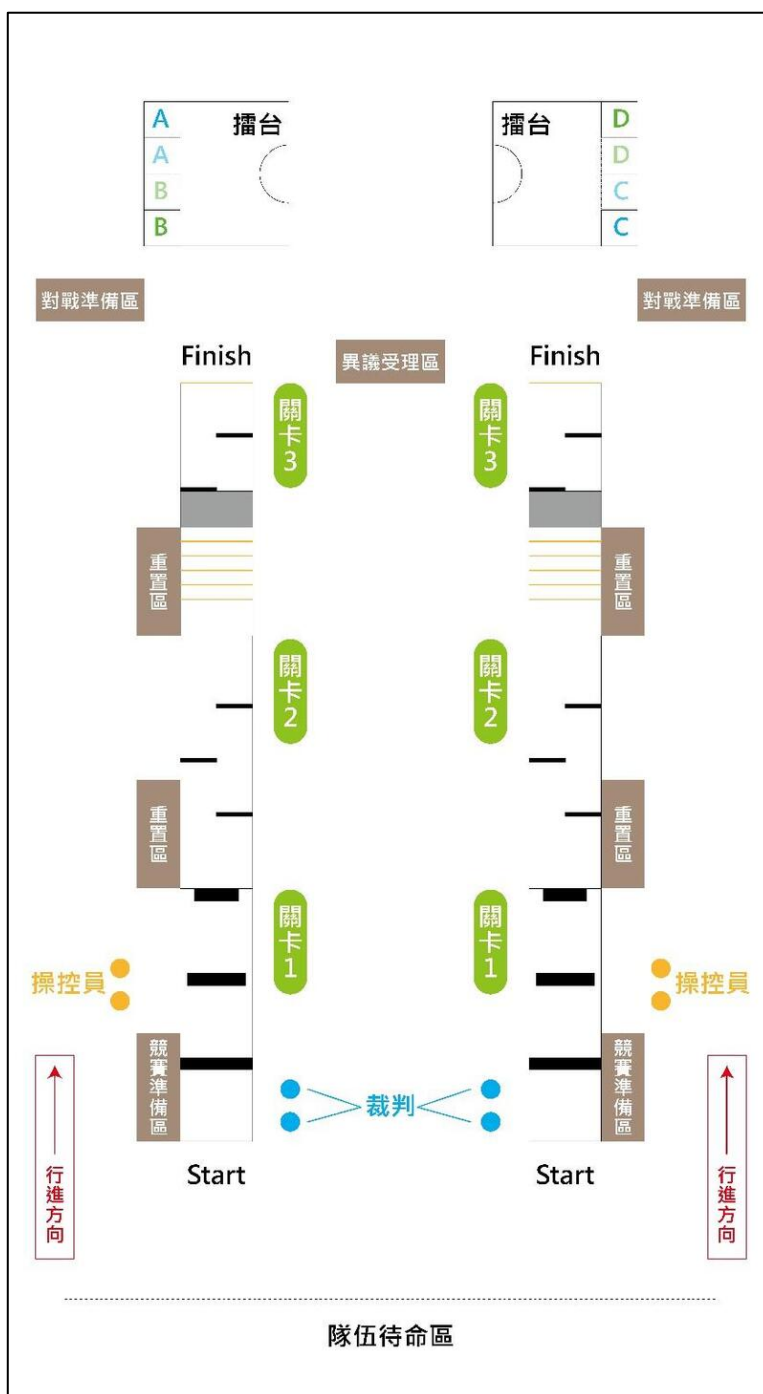 A 擂台 擂台 D
A D
B C
B C
對戰準備區 對戰準備區
Finish 異議受理區 Finish
關卡3 關卡3
重置區 重置區
關卡2 關卡2
重置區 重置區
關卡1 關卡1
操控員 操控員
競賽準備區 競賽準備區
裁判
行進方向 行進方向
Start Start
隊伍待命區